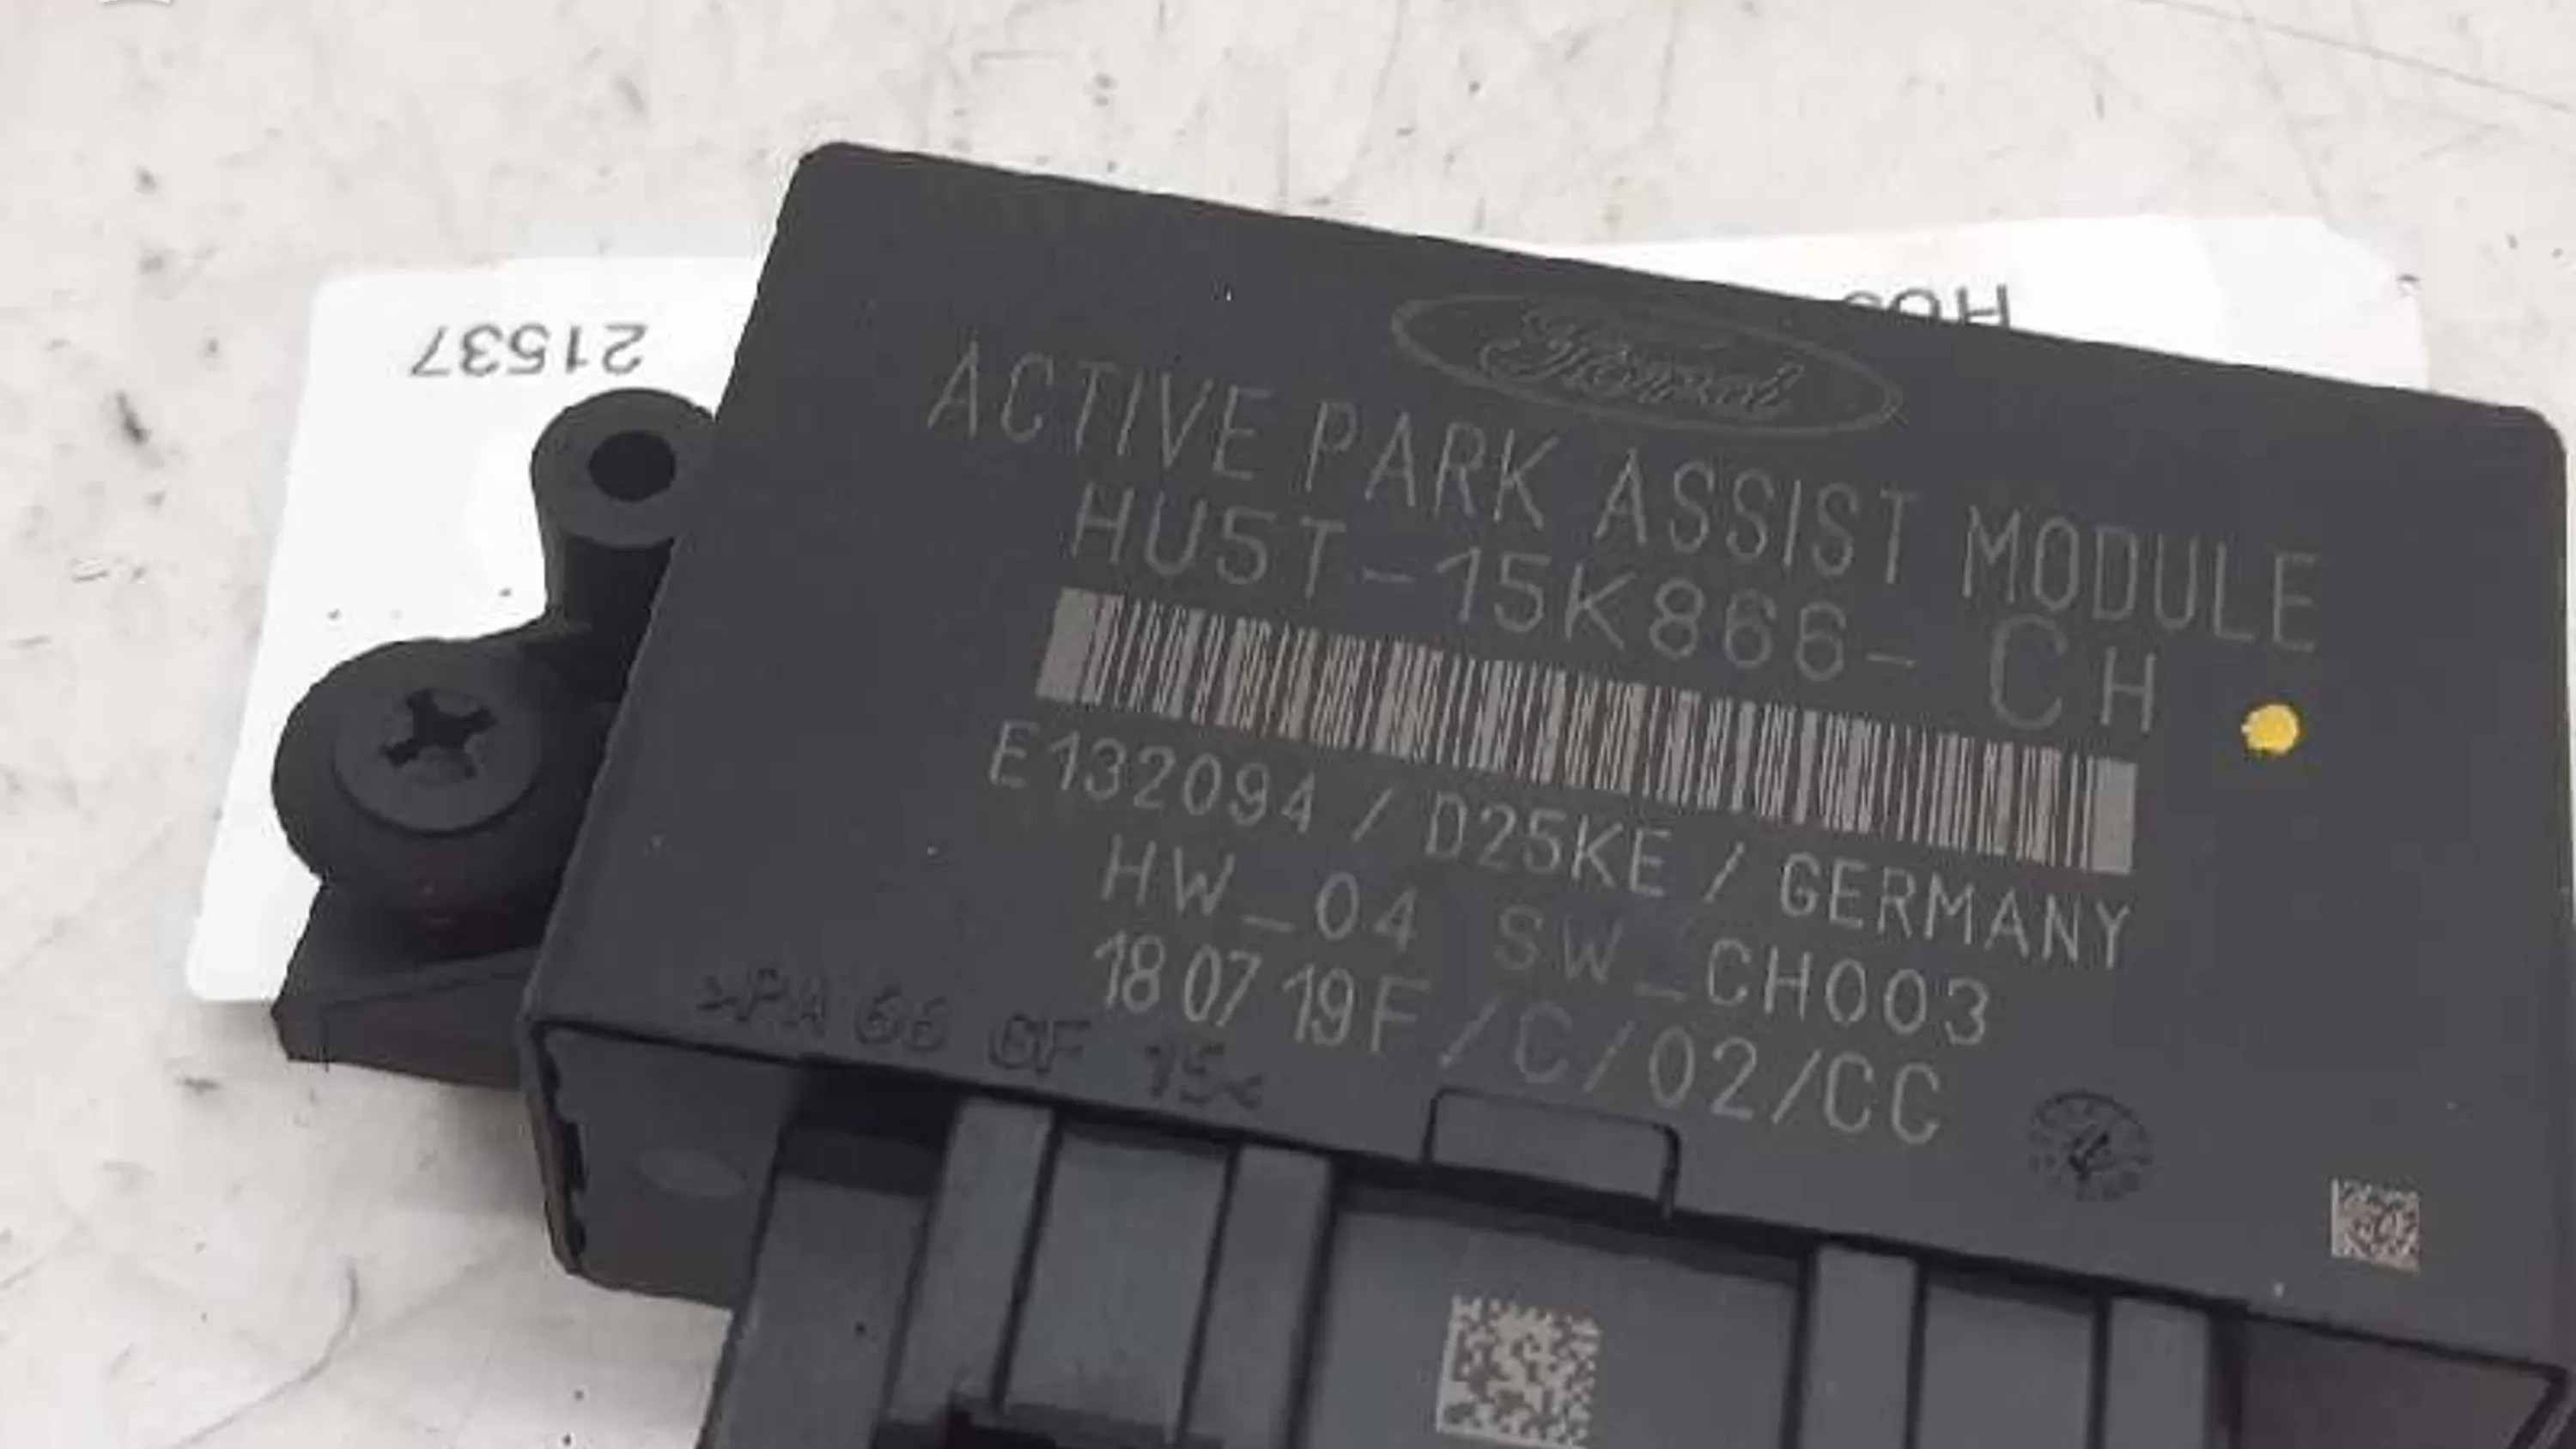 21537
Ford
ACTIVE PARK ASSIST MODULE
HU5T-15K866- CH
E132094 / D25KE / GERMANY
HW_04 SW_CH003
18 07 19F/C/02/CC
>PA 66 GF 15<